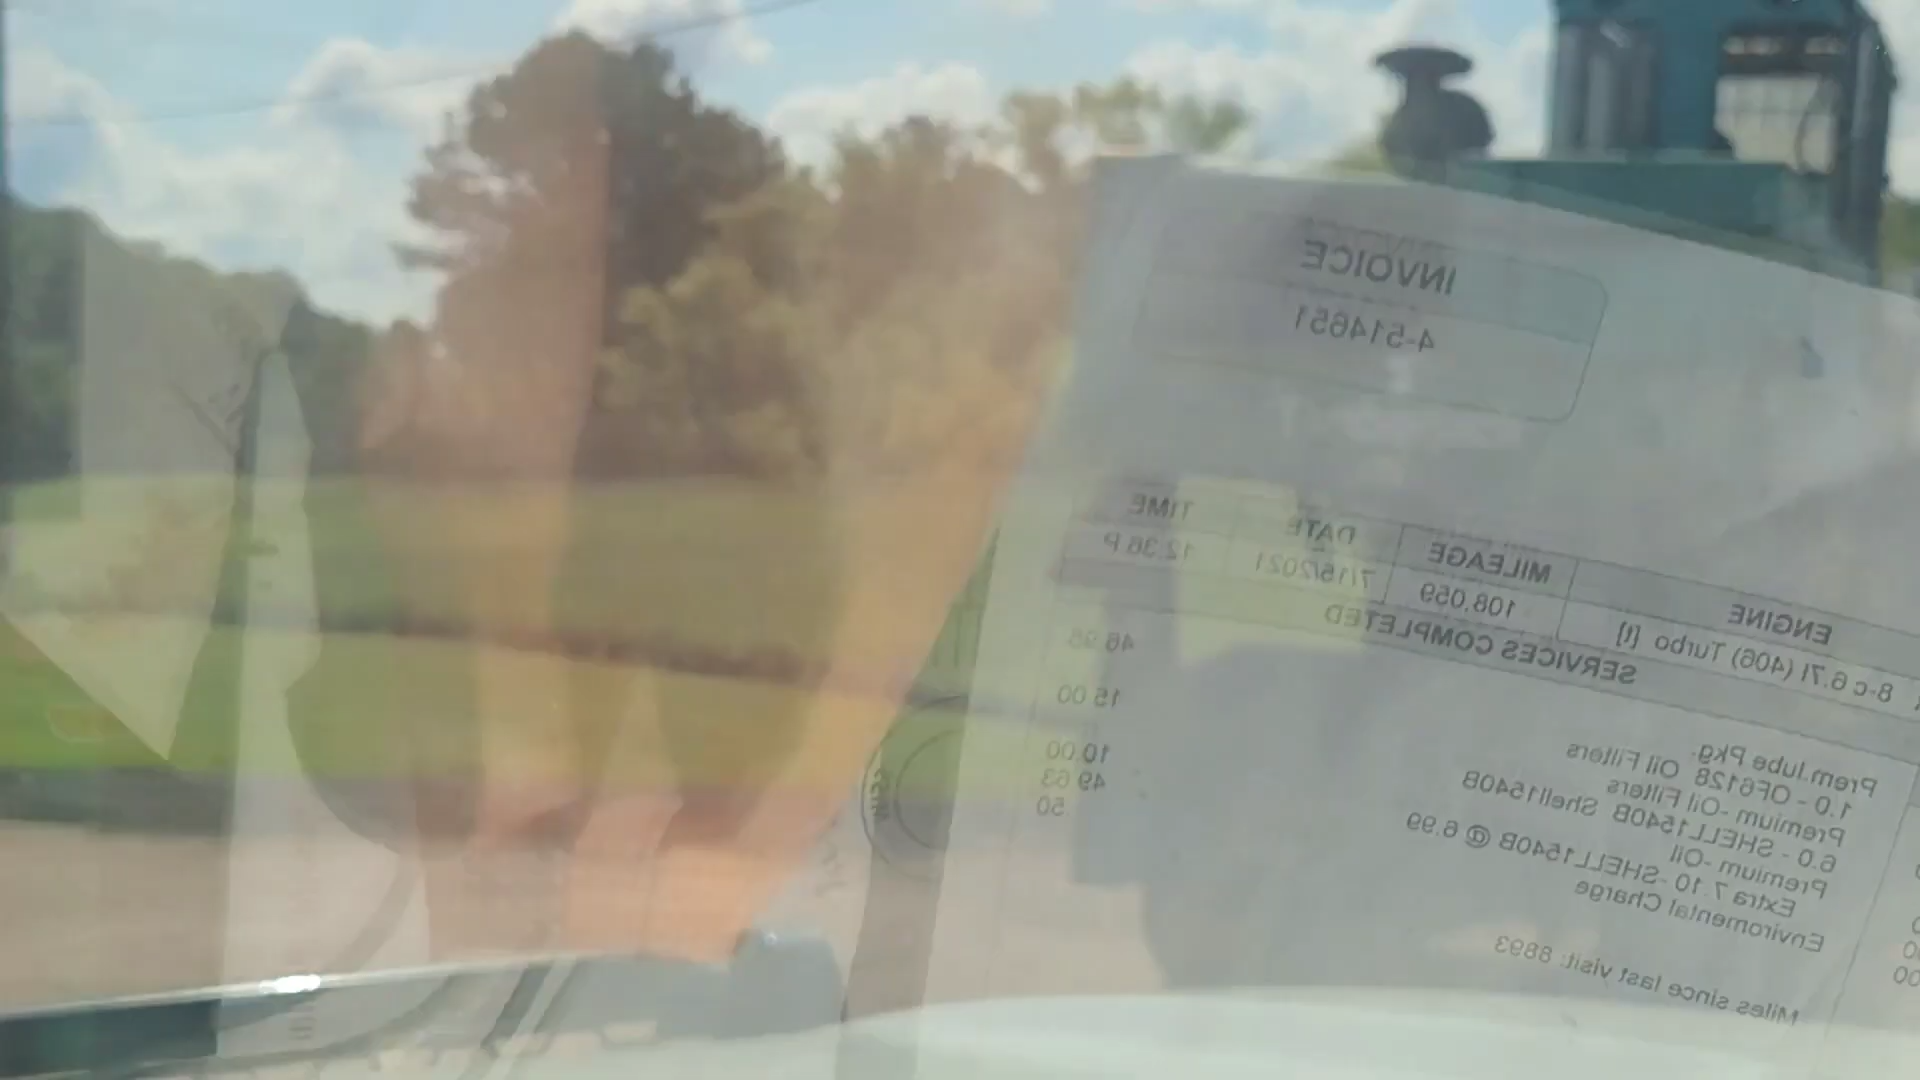 INVOICE
4-514651
ENGINE MILEAGE DATE TIME
8-c 6.7l (406) Turbo [t] 108,059 7/15/2021 12:36 P
SERVICES COMPLETED
Prem.lube Pkg. 46.95
1.0 - OF6128 Oil Filters 15.00
Premium -Oil Filters
6.0 - SHELL1540B Shell1540B 10.00
Premium -Oil
Extra 7.10 -SHELL1540B @ 6.99 49.63
Enviromental Charge .50
Miles since last visit: 8893